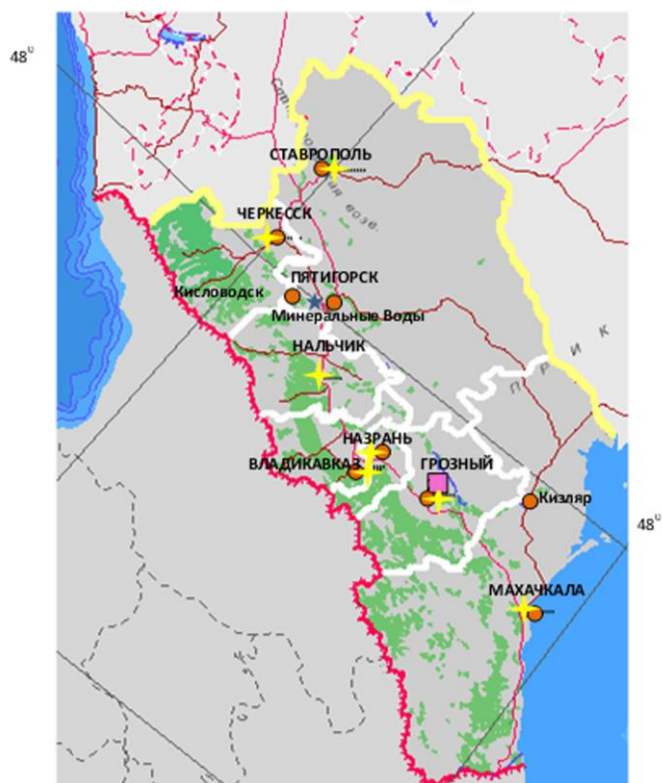 48°
СТАВРОПОЛЬ
ЧЕРКЕССК
ПЯТИГОРСК
Кисловодск
Минеральные Воды
НАЛЬЧИК
П Р И К
НАЗРАНЬ
ВЛАДИКАВКАЗ
ГРОЗНЫЙ
Кизляр
48°
МАХАЧКАЛА